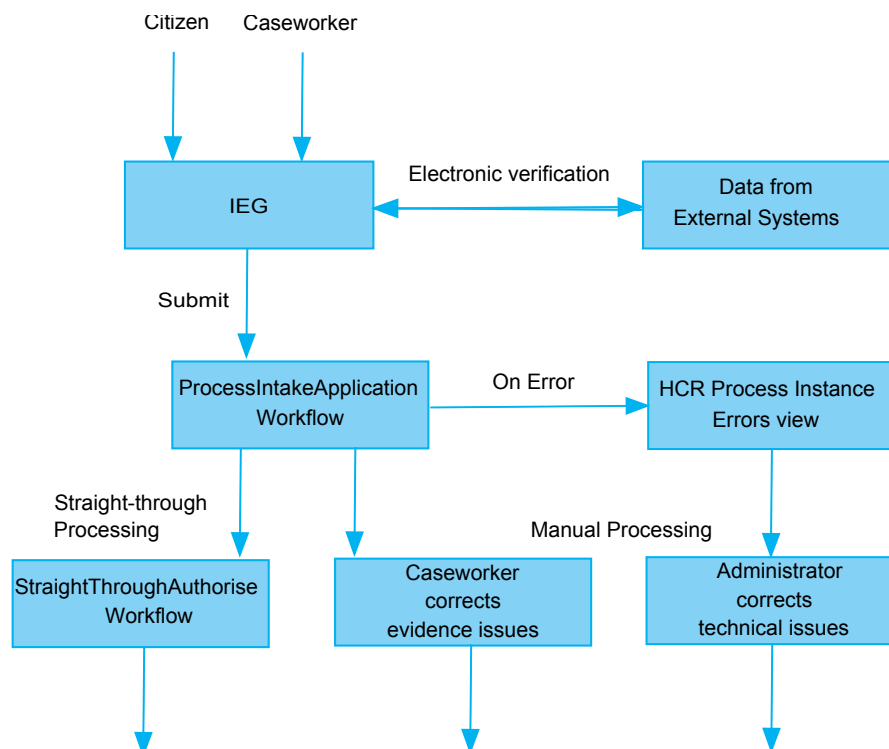 Citizen
Caseworker
Electronic verification
IEG
Data from
External Systems
Submit
ProcessIntakeApplication
Workflow
On Error
HCR Process Instance
Errors view
Straight-through
Processing
Manual Processing
StraightThroughAuthorise
Workflow
Caseworker
corrects
evidence issues
Administrator
corrects
technical issues